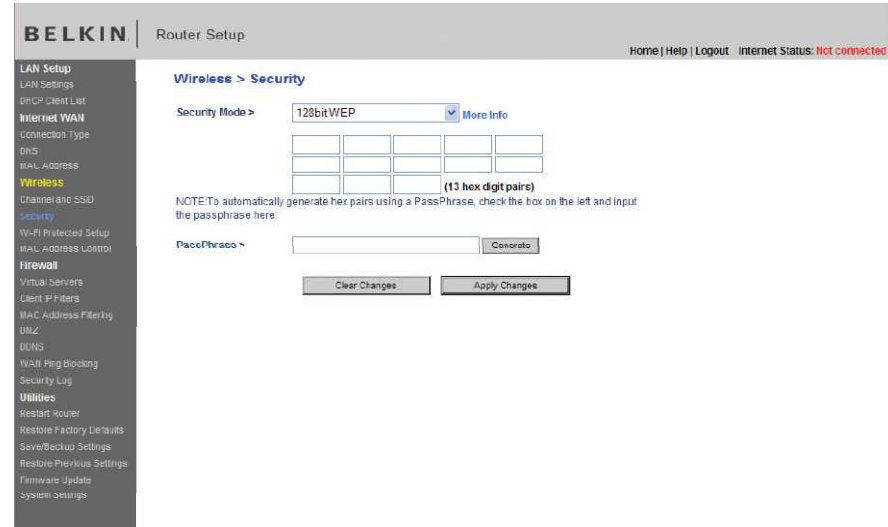 BELKIN
Router Setup
Home | Help | Logout Internet Status: Not connected
LAN Setup
LAN Settings
DHCP Client List
Internet WAN
Connection Type
DNS
MAC Address
Wireless
Channel and SSID
Security
Wi-Fi Protected Setup
MAC Address Control
Firewall
Virtual Servers
Client IP Filters
MAC Address Filtering
DMZ
DDNS
WAN Ping Blocking
Security Log
Utilities
Restart Router
Restore Factory Defaults
Save/Backup Settings
Restore Previous Settings
Firmware Update
System Settings
Wireless > Security
Security Mode > 128bitWEP More Info
(13 hex digit pairs)
NOTE:To automatically generate hex pairs using a PassPhrase, check the box on the left and input
the passphrase here
PassPhrase >
Generate
Clear Changes Apply Changes